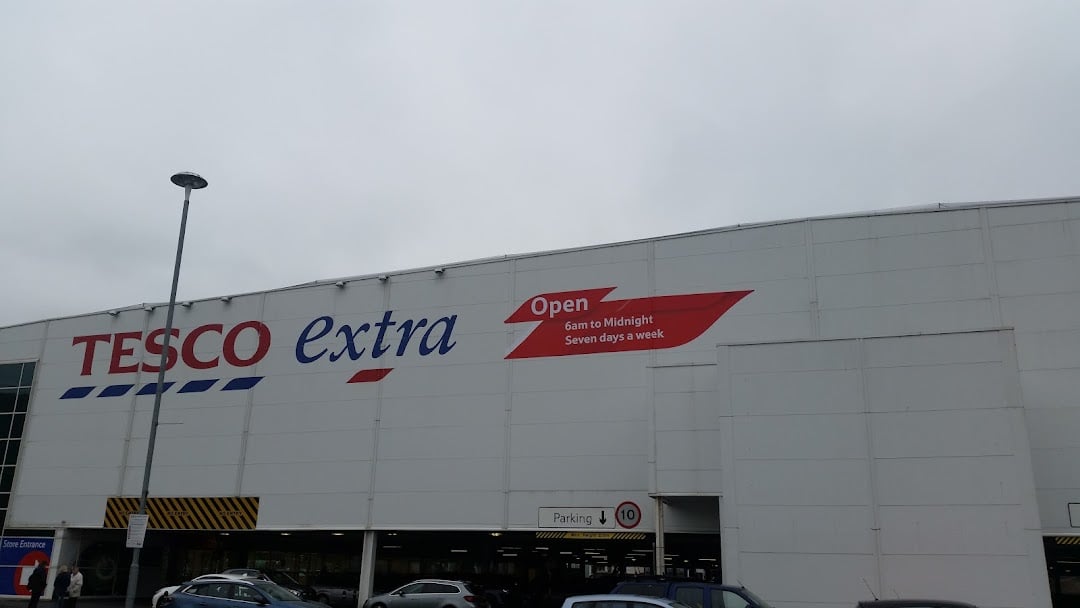 TESCO extra
Open
6am to Midnight
Seven days a week
Parking ↓
10
Store Entrance